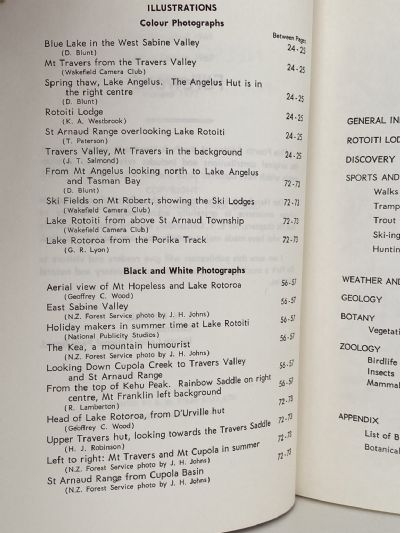 ILLUSTRATIONS
Colour Photographs
Between Pages
Blue Lake in the West Sabine Valley 24-25
(D. Blunt)
Mt Travers from the Travers Valley 24-25
(Wakefield Camera Club)
Spring thaw, Lake Angelus. The Angelus Hut is in
the right centre 24-25
(D. Blunt)
Rotoiti Lodge 24-25
(K. A. Westbrook)
St Arnaud Range overlooking Lake Rotoiti 24-25
(T. Paterson)
Travers Valley, Mt Travers in the background 24-25
(J. T. Salmond)
From Mt Angelus looking north to Lake Angelus
and Tasman Bay 72-73
(D. Blunt)
Ski Fields on Mt Robert, showing the Ski Lodges 72-73
(Wakefield Camera Club)
Lake Rotoiti from above St Arnaud Township 72-73
(Wakefield Camera Club)
Lake Rotoroa from the Porika Track 72-73
(G. R. Lyon)
Black and White Photographs
Aerial view of Mt Hopeless and Lake Rotoroa 56-57
(Geoffrey C. Wood)
East Sabine Valley 56-57
(N.Z. Forest Service photo by J. H. Johns)
Holiday makers in summer time at Lake Rotoiti 56-57
(National Publicity Studios)
The Kea, a mountain humourist 56-57
(N.Z. Forest Service photo by J. H. Johns)
Looking Down Cupola Creek to Travers Valley
and St Arnaud Range 56-57
From the top of Kehu Peak. Rainbow Saddle on right
centre, Mt Franklin left background 56-57
(R. Lamberton)
Head of Lake Rotoroa, from D'Urville hut 72-73
(Geoffrey C. Wood)
Upper Travers hut, looking towards the Travers Saddle 72-73
(H. J. Robinson)
Left to right: Mt Travers and Mt Cupola in summer 72-73
(N.Z. Forest Service photo by J. H. Johns)
St Arnaud Range from Cupola Basin 72-73
(N.Z. Forest Service photo by J. H. Johns)
GENERAL IN
ROTOITI LOD
DISCOVERY
SPORTS AND
Walks
Tramp
Trout
Ski-ing
Huntin
WEATHER AND
GEOLOGY
BOTANY
Vegetati
ZOOLOGY
Birdlife
Insects
Mammal
APPENDIX
List of B
Botanical